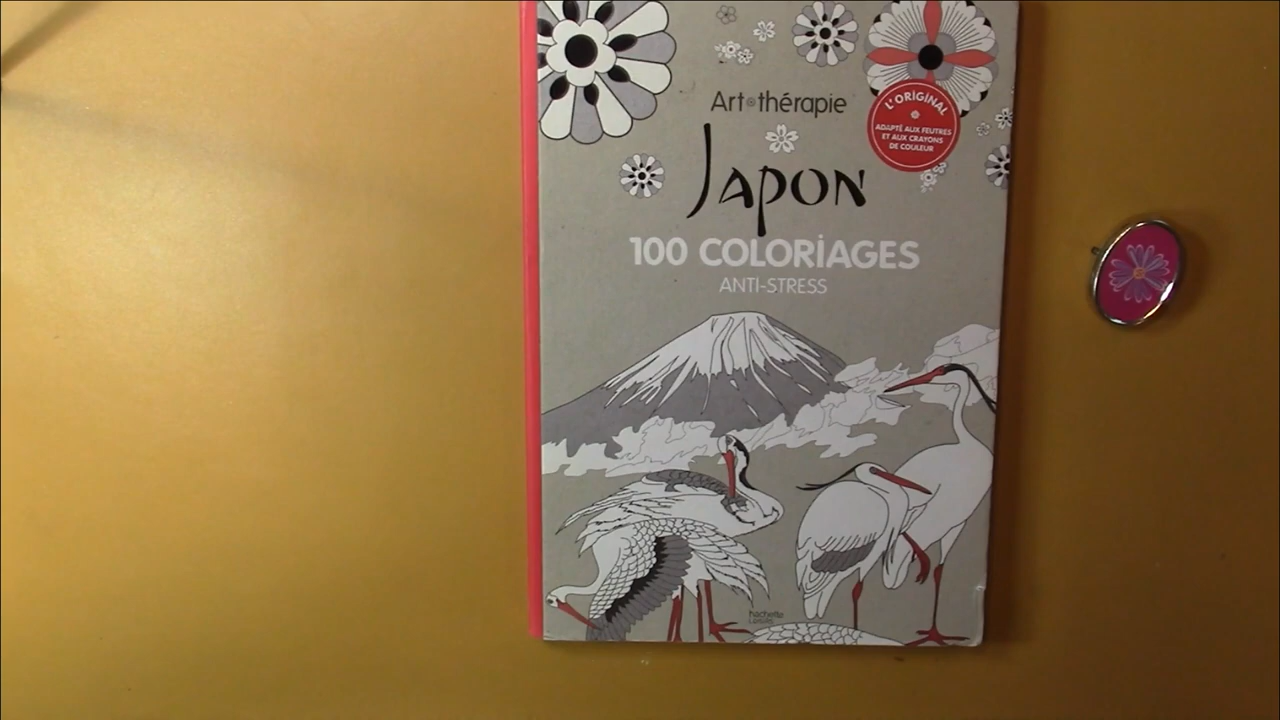 Art thérapie
L'ORiGiNAL
ADAPTÉ AUX FEUTRES
ET AUX CRAYONS
DE COULEUR
JAPON
100 COLORiAGES
ANTI-STRESS
hachette